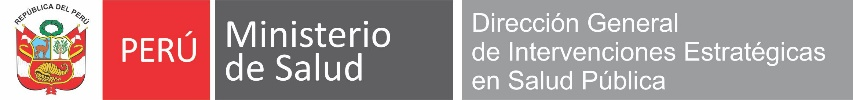 REPÚBLICA DEL PERÚ
PERÚ
Ministerio
de Salud
Dirección General
de Intervenciones Estratégicas
en Salud Pública